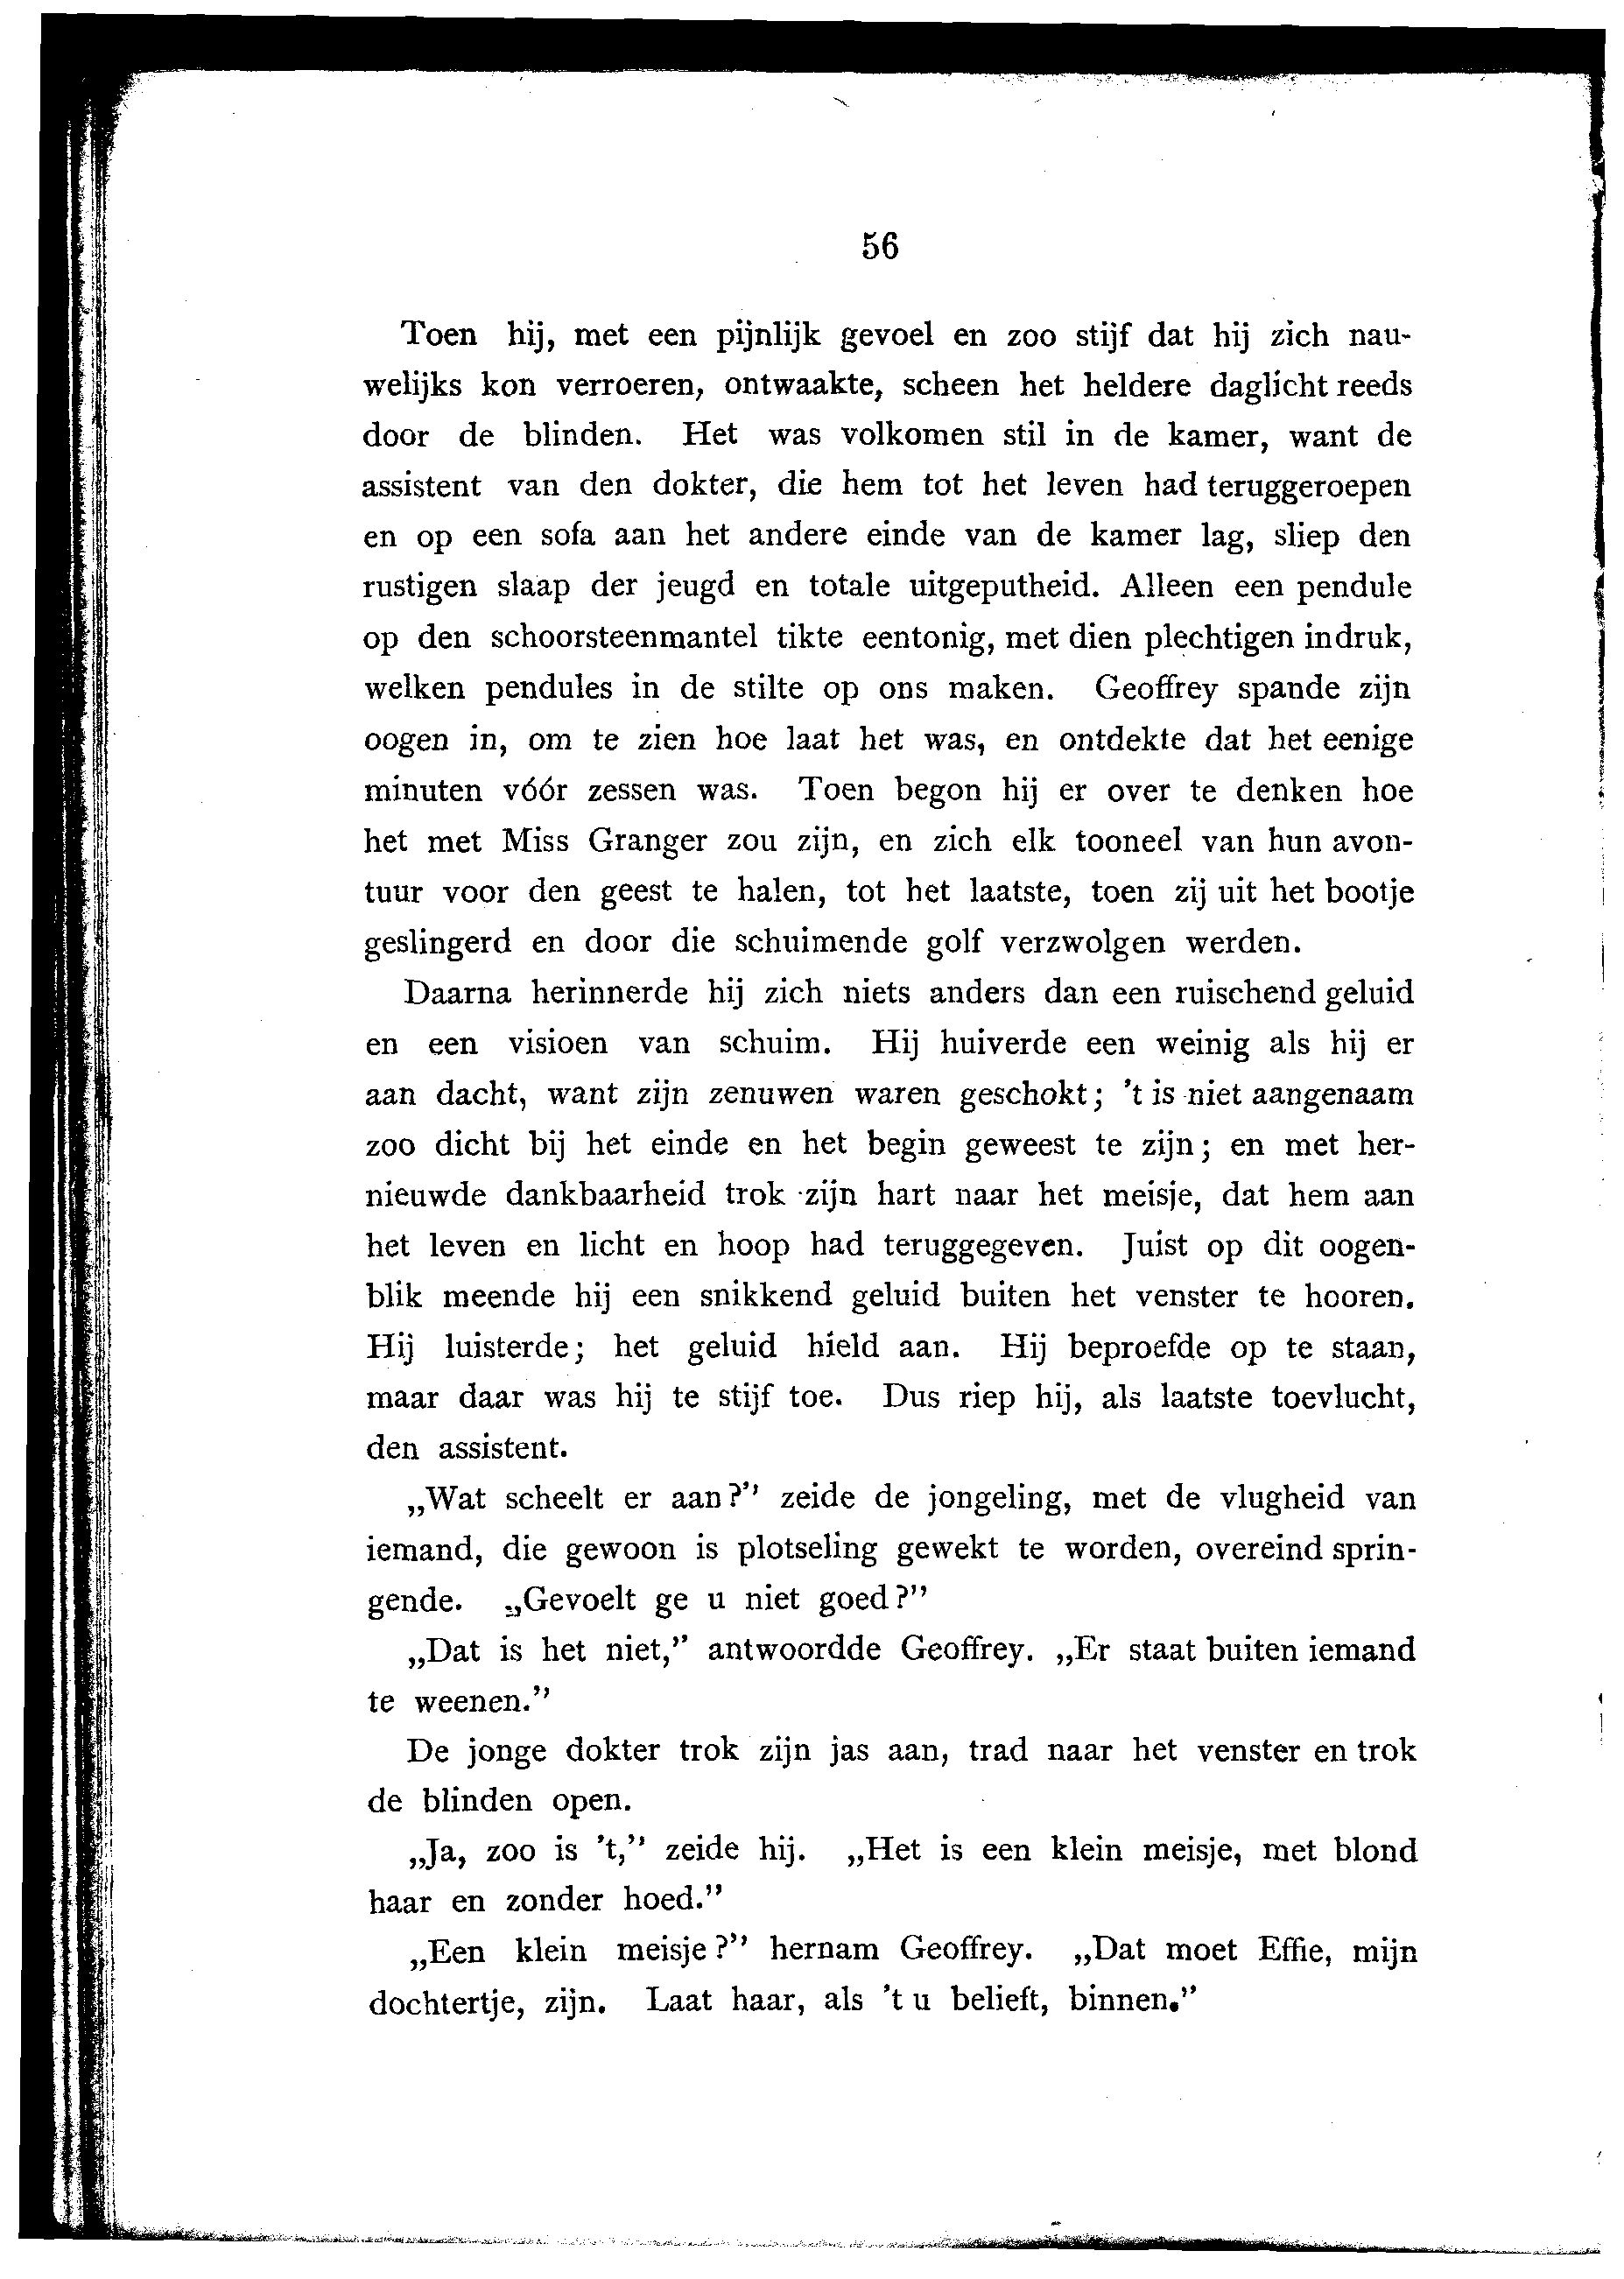 56
Toen hij, met een pijnlijk gevoel en zoo stijf dat hij zich nau-
welijks kon verroeren, ontwaakte, scheen het heldere daglicht reeds
door de blinden. Het was volkomen stil in de kamer, want de
assistent van den dokter, die hem tot het leven had teruggeroepen
en op een sofa aan het andere einde van de kamer lag, sliep den
rustigen slaap der jeugd en totale uitgeputheid. Alleen een pendule
op den schoorsteenmantel tikte eentonig, met dien plechtigen indruk,
welken pendules in de stilte op ons maken. Geoffrey spande zijn
oogen in, om te zien hoe laat het was, en ontdekte dat het eenige
minuten vóór zessen was. Toen begon hij er over te denken hoe
het met Miss Granger zou zijn, en zich elk tooneel van hun avon-
tuur voor den geest te halen, tot het laatste, toen zij uit het bootje
geslingerd en door die schuimende golf verzwolgen werden.
Daarna herinnerde hij zich niets anders dan een ruischend geluid
en een visioen van schuim. Hij huiverde een weinig als hij er
aan dacht, want zijn zenuwen waren geschokt; 't is niet aangenaam
zoo dicht bij het einde en het begin geweest te zijn; en met her-
nieuwde dankbaarheid trok zijn hart naar het meisje, dat hem aan
het leven en licht en hoop had teruggegeven. Juist op dit oogen-
blik meende hij een snikkend geluid buiten het venster te hooren.
Hij luisterde; het geluid hield aan. Hij beproefde op te staan,
maar daar was hij te stijf toe. Dus riep hij, als laatste toevlucht,
den assistent.
„Wat scheelt er aan?” zeide de jongeling, met de vlugheid van
iemand, die gewoon is plotseling gewekt te worden, overeind sprin-
gende. „Gevoelt ge u niet goed?”
„Dat is het niet,” antwoordde Geoffrey. „Er staat buiten iemand
te weenen.”
De jonge dokter trok zijn jas aan, trad naar het venster en trok
de blinden open.
„Ja, zoo is 't,” zeide hij. „Het is een klein meisje, met blond
haar en zonder hoed.”
„Een klein meisje?” hernam Geoffrey. „Dat moet Effie, mijn
dochtertje, zijn. Laat haar, als 't u belieft, binnen.”